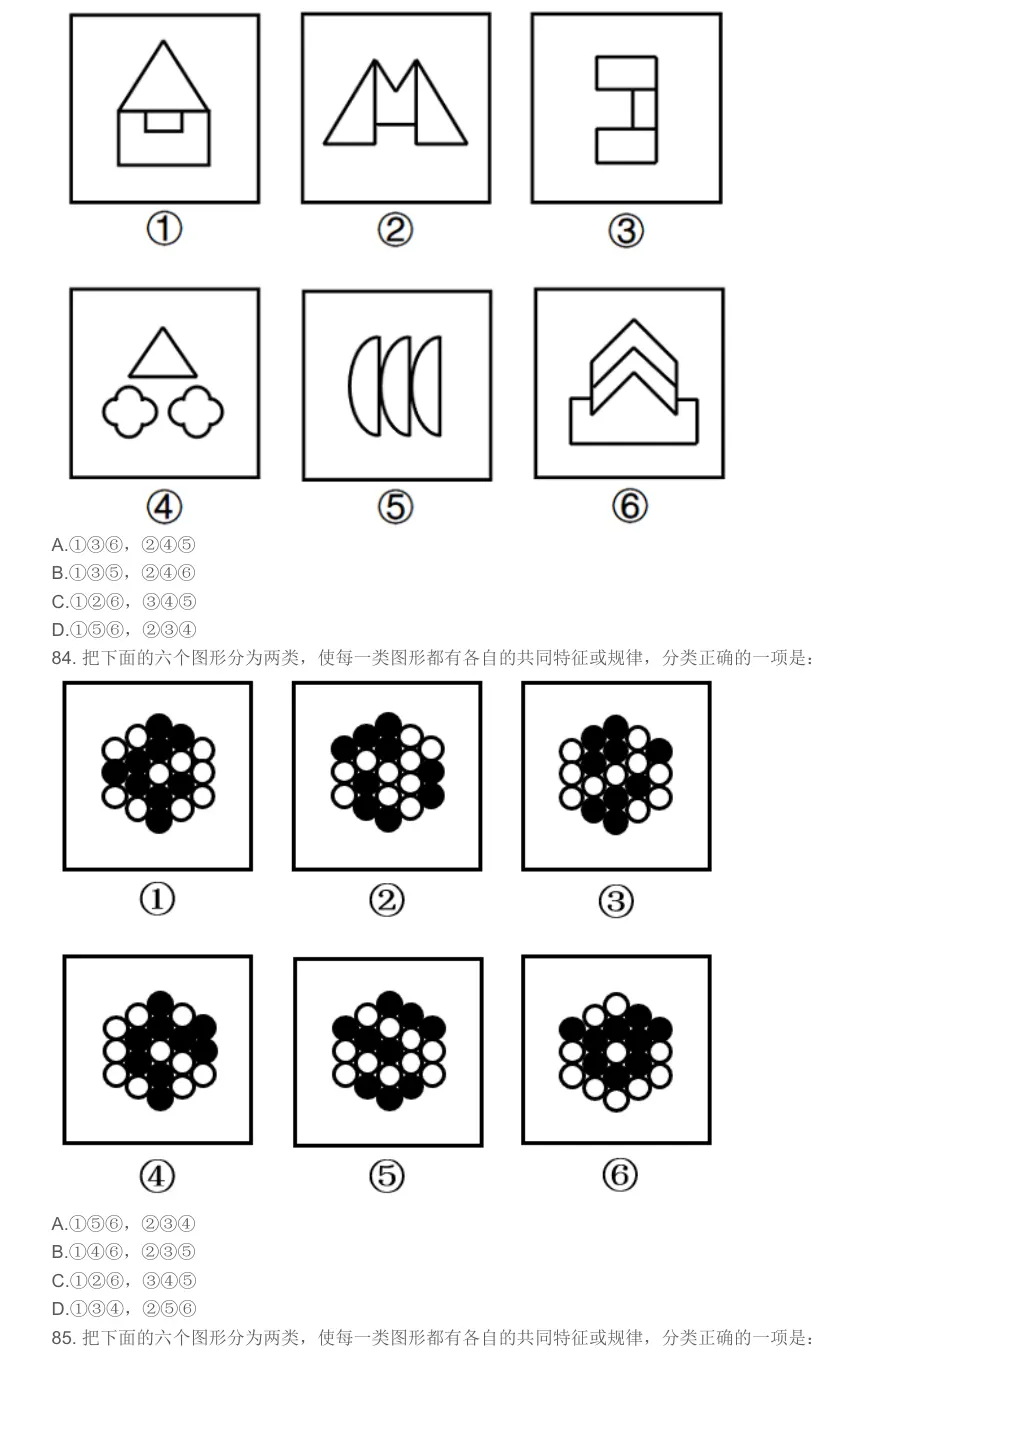 ① ② ③
④ ⑤ ⑥
A.①③⑥，②④⑤
B.①③⑤，②④⑥
C.①②⑥，③④⑤
D.①⑤⑥，②③④
84. 把下面的六个图形分为两类，使每一类图形都有各自的共同特征或规律，分类正确的一项是：
① ② ③
④ ⑤ ⑥
A.①⑤⑥，②③④
B.①④⑥，②③⑤
C.①②⑥，③④⑤
D.①③④，②⑤⑥
85. 把下面的六个图形分为两类，使每一类图形都有各自的共同特征或规律，分类正确的一项是：